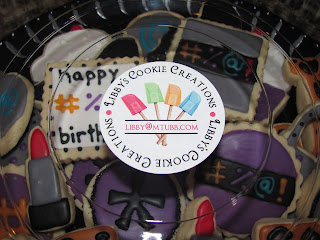 Libby's Cookie Creations
LIBBY@MTUBB.COM
Libby's Cookie Creations
happy
#%
birth